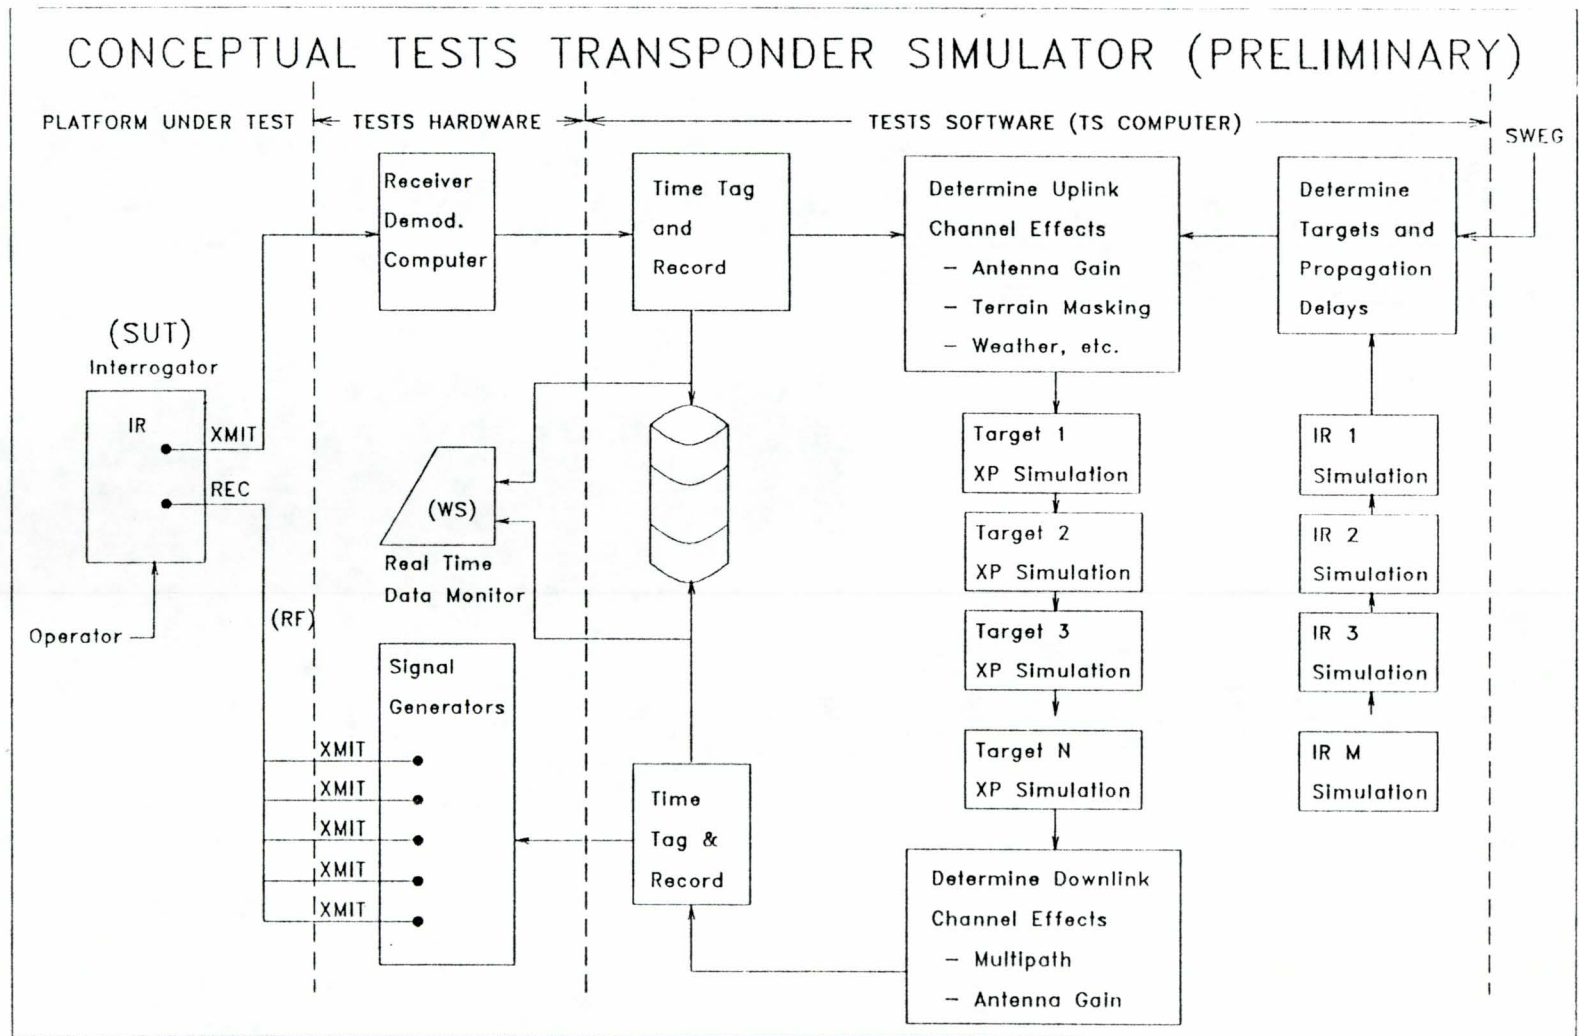 CONCEPTUAL TESTS TRANSPONDER SIMULATOR (PRELIMINARY)
PLATFORM UNDER TEST
TESTS HARDWARE
TESTS SOFTWARE (TS COMPUTER)
SWEG
Receiver
Demod.
Computer
Time Tag
and
Record
Determine Uplink
Channel Effects
– Antenna Gain
– Terrain Masking
– Weather, etc.
Determine
Targets and
Propagation
Delays
(SUT)
Interrogator
IR
XMIT
REC
Operator
(RF)
(WS)
Real Time
Data Monitor
Target 1
XP Simulation
Target 2
XP Simulation
Target 3
XP Simulation
Target N
XP Simulation
IR 1
Simulation
IR 2
Simulation
IR 3
Simulation
IR M
Simulation
Signal
Generators
XMIT
XMIT
XMIT
XMIT
XMIT
Time
Tag &
Record
Determine Downlink
Channel Effects
– Multipath
– Antenna Gain